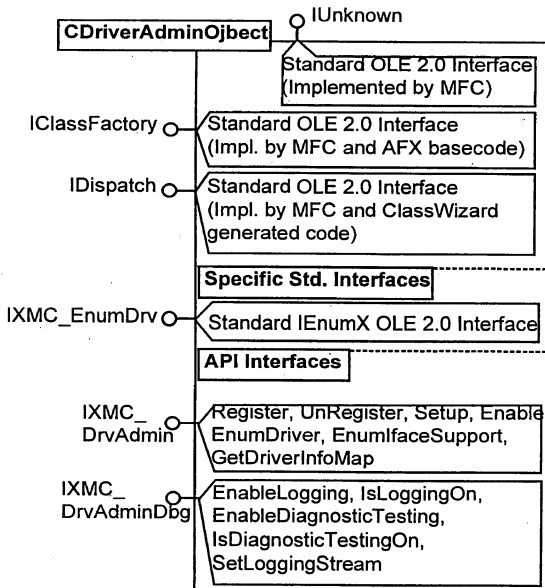 IUnknown
CDriverAdminOjbect
Standard OLE 2.0 Interface
(Implemented by MFC)
IClassFactory
Standard OLE 2.0 Interface
(Impl. by MFC and AFX basecode)
IDispatch
Standard OLE 2.0 Interface
(Impl. by MFC and ClassWizard
generated code)
Specific Std. Interfaces
IXMC_EnumDrv
Standard IEnumX OLE 2.0 Interface
API Interfaces
IXMC_
DrvAdmin
Register, UnRegister, Setup, Enable
EnumDriver, EnumIfaceSupport,
GetDriverInfoMap
IXMC_
DrvAdminDbg
EnableLogging, IsLoggingOn,
EnableDiagnosticTesting,
IsDiagnosticTestingOn,
SetLoggingStream